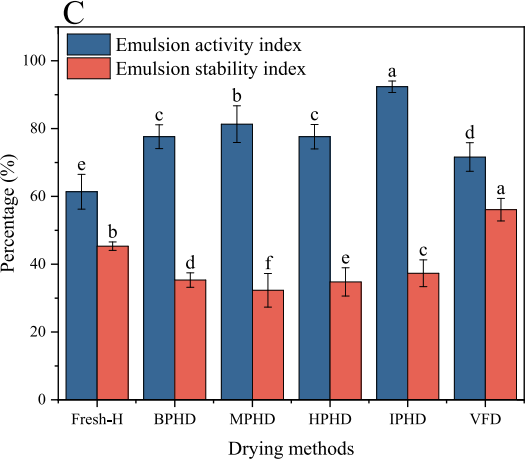 C
Emulsion activity index
Emulsion stability index
Percentage (%)
100
80
60
40
20
0
e
b
c
d
b
f
c
e
a
c
d
a
Fresh-H BPHD MPHD HPHD IPHD VFD
Drying methods